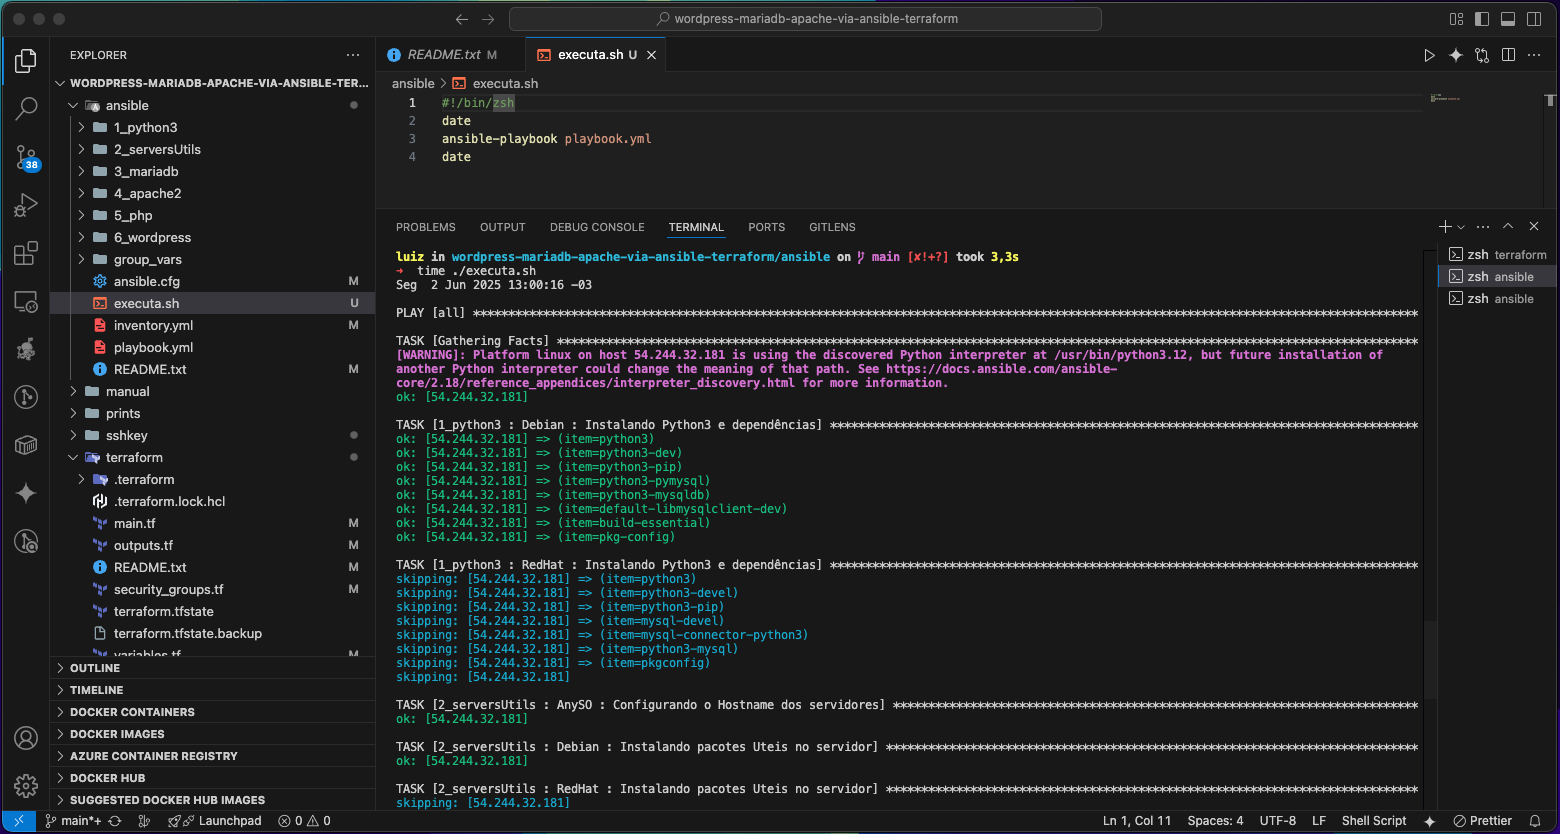 wordpress-mariadb-apache-via-ansible-terraform
EXPLORER
WORDPRESS-MARIADB-APACHE-VIA-ANSIBLE-TER...
ansible
1_python3
2_serversUtils
3_mariadb
4_apache2
5_php
6_wordpress
group_vars
ansible.cfg M
executa.sh U
inventory.yml M
playbook.yml
README.txt M
manual
prints
sshkey
terraform
.terraform
.terraform.lock.hcl
main.tf M
outputs.tf M
README.txt
security_groups.tf M
terraform.tfstate
terraform.tfstate.backup
variables.tf M
OUTLINE
TIMELINE
DOCKER CONTAINERS
DOCKER IMAGES
AZURE CONTAINER REGISTRY
DOCKER HUB
SUGGESTED DOCKER HUB IMAGES
38
README.txt M
executa.sh U
ansible > executa.sh
1 #!/bin/zsh
2 date
3 ansible-playbook playbook.yml
4 date
PROBLEMS OUTPUT DEBUG CONSOLE TERMINAL PORTS GITLENS
zsh terraform
zsh ansible
zsh ansible
luiz in wordpress-mariadb-apache-via-ansible-terraform/ansible on main [✘!+?] took 3,3s
➜ time ./executa.sh
Seg 2 Jun 2025 13:00:16 -03
PLAY [all] ***
TASK [Gathering Facts] ***
[WARNING]: Platform linux on host 54.244.32.181 is using the discovered Python interpreter at /usr/bin/python3.12, but future installation of
another Python interpreter could change the meaning of that path. See https://docs.ansible.com/ansible-
core/2.18/reference_appendices/interpreter_discovery.html for more information.
ok: [54.244.32.181]
TASK [1_python3 : Debian : Instalando Python3 e dependências] ***
ok: [54.244.32.181] => (item=python3)
ok: [54.244.32.181] => (item=python3-dev)
ok: [54.244.32.181] => (item=python3-pip)
ok: [54.244.32.181] => (item=python3-pymysql)
ok: [54.244.32.181] => (item=python3-mysqldb)
ok: [54.244.32.181] => (item=default-libmysqlclient-dev)
ok: [54.244.32.181] => (item=build-essential)
ok: [54.244.32.181] => (item=pkg-config)
TASK [1_python3 : RedHat : Instalando Python3 e dependências] ***
skipping: [54.244.32.181] => (item=python3)
skipping: [54.244.32.181] => (item=python3-devel)
skipping: [54.244.32.181] => (item=python3-pip)
skipping: [54.244.32.181] => (item=mysql-devel)
skipping: [54.244.32.181] => (item=mysql-connector-python3)
skipping: [54.244.32.181] => (item=python3-mysql)
skipping: [54.244.32.181] => (item=pkgconfig)
skipping: [54.244.32.181]
TASK [2_serversUtils : AnySO : Configurando o Hostname dos servidores] ***
ok: [54.244.32.181]
TASK [2_serversUtils : Debian : Instalando pacotes Uteis no servidor] ***
ok: [54.244.32.181]
TASK [2_serversUtils : RedHat : Instalando pacotes Uteis no servidor] ***
skipping: [54.244.32.181]
main*+ Launchpad 0 0 Ln 1, Col 11 Spaces: 4 UTF-8 LF Shell Script Prettier